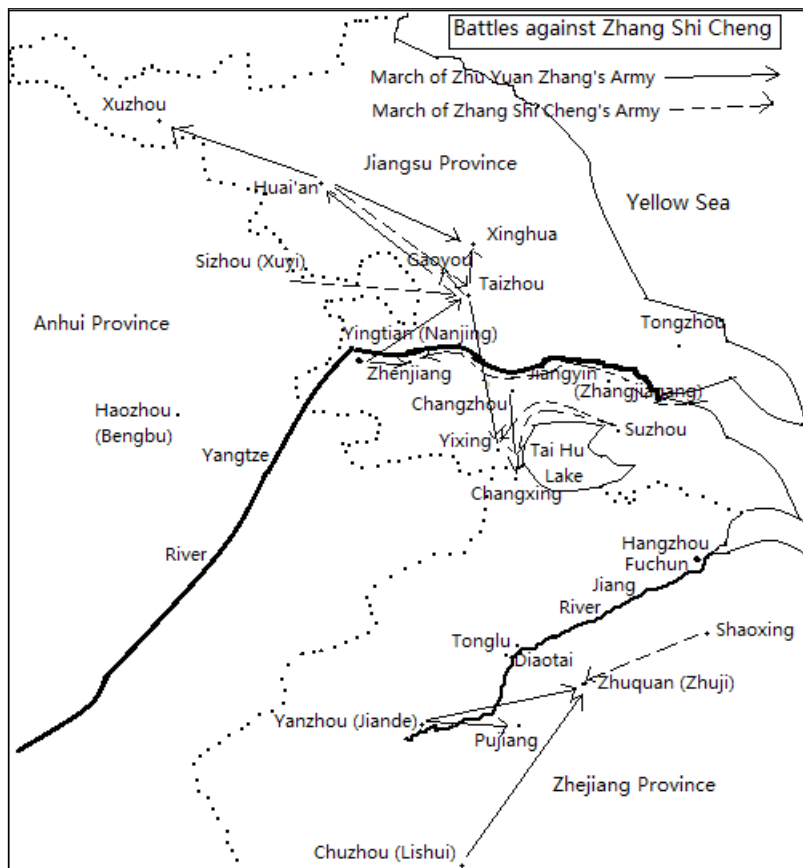 Battles against Zhang Shi Cheng
March of Zhu Yuan Zhang's Army
March of Zhang Shi Cheng's Army
Xuzhou
Jiangsu Province
Huai'an
Yellow Sea
Xinghua
Gaoyou
Sizhou (Xuyi)
Taizhou
Anhui Province
Yingtian (Nanjing)
Tongzhou
Zhenjiang
Jiangyin
(Zhangjiagang)
Changzhou
Haozhou
(Bengbu)
Suzhou
Yixing
Tai Hu
Lake
Yangtze
Changxing
River
Hangzhou
Fuchun
Jiang
River
Shaoxing
Tonglu
Diaotai
Zhuquan (Zhuji)
Yanzhou (Jiande)
Pujiang
Zhejiang Province
Chuzhou (Lishui)